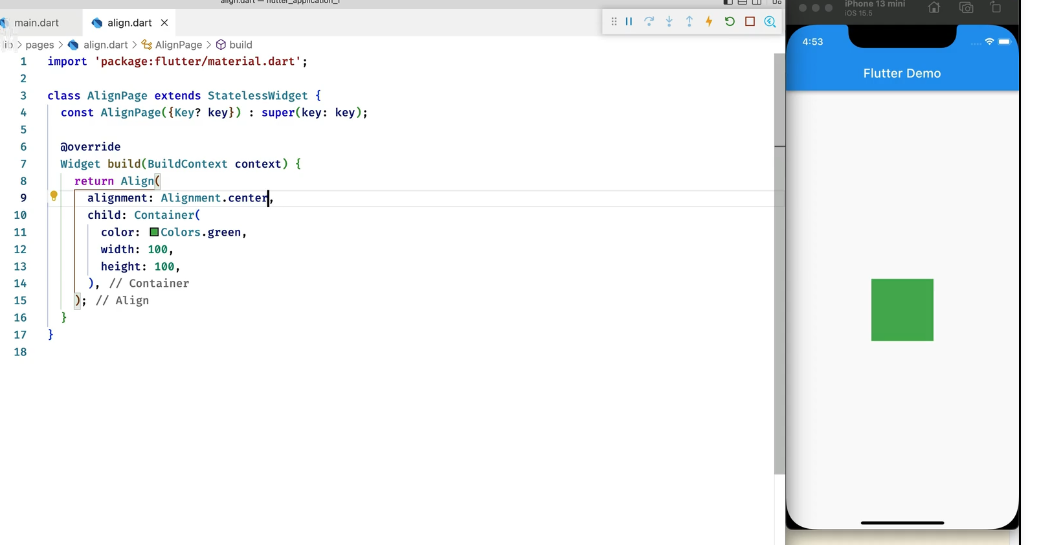 align.dart — flutter_application_1
main.dart
align.dart
lib > pages > align.dart > AlignPage > build
1 import 'package:flutter/material.dart';
2
3 class AlignPage extends StatelessWidget {
4 const AlignPage({Key? key}) : super(key: key);
5
6 @override
7 Widget build(BuildContext context) {
8 return Align(
9 alignment: Alignment.center,
10 child: Container(
11 color: Colors.green,
12 width: 100,
13 height: 100,
14 ), // Container
15 ); // Align
16 }
17 }
18
iPhone 13 mini
iOS 15.5
4:53
Flutter Demo